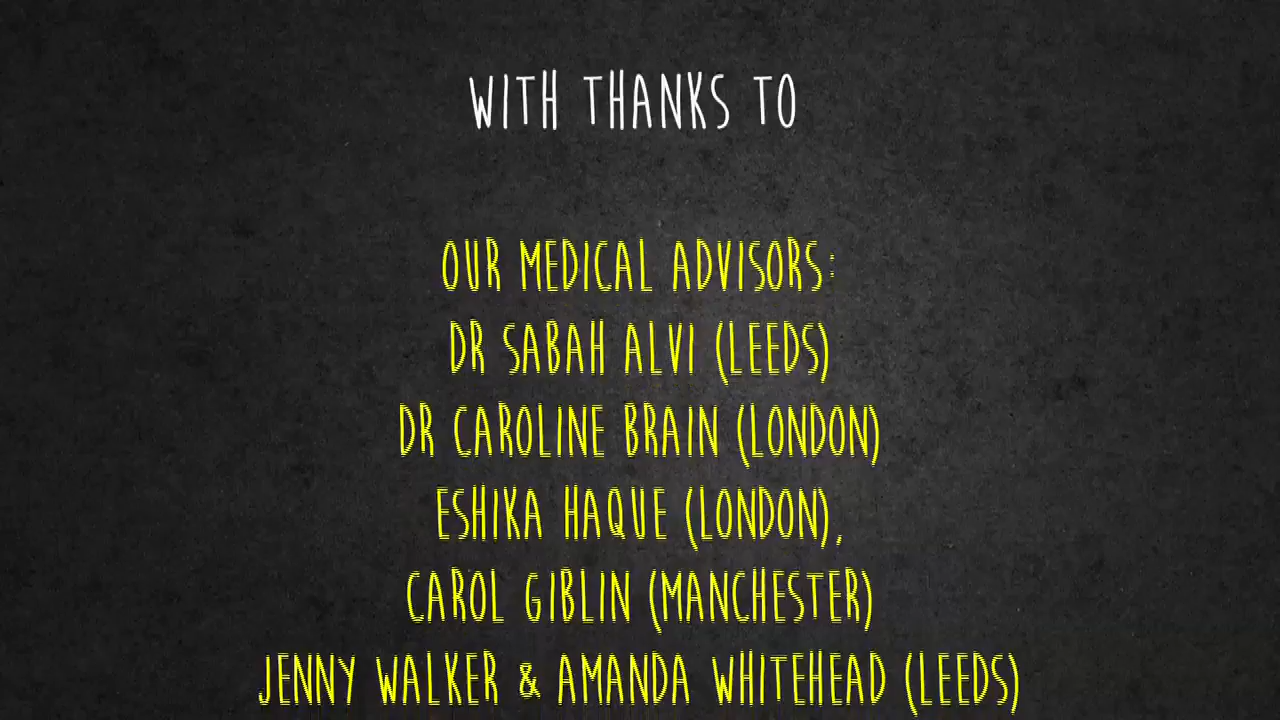 WITH THANKS TO
OUR MEDICAL ADVISORS:
DR SABAH ALVI (LEEDS)
DR CAROLINE BRAIN (LONDON)
ESHIKA HAQUE (LONDON),
CAROL GIBLIN (MANCHESTER)
JENNY WALKER & AMANDA WHITEHEAD (LEEDS)